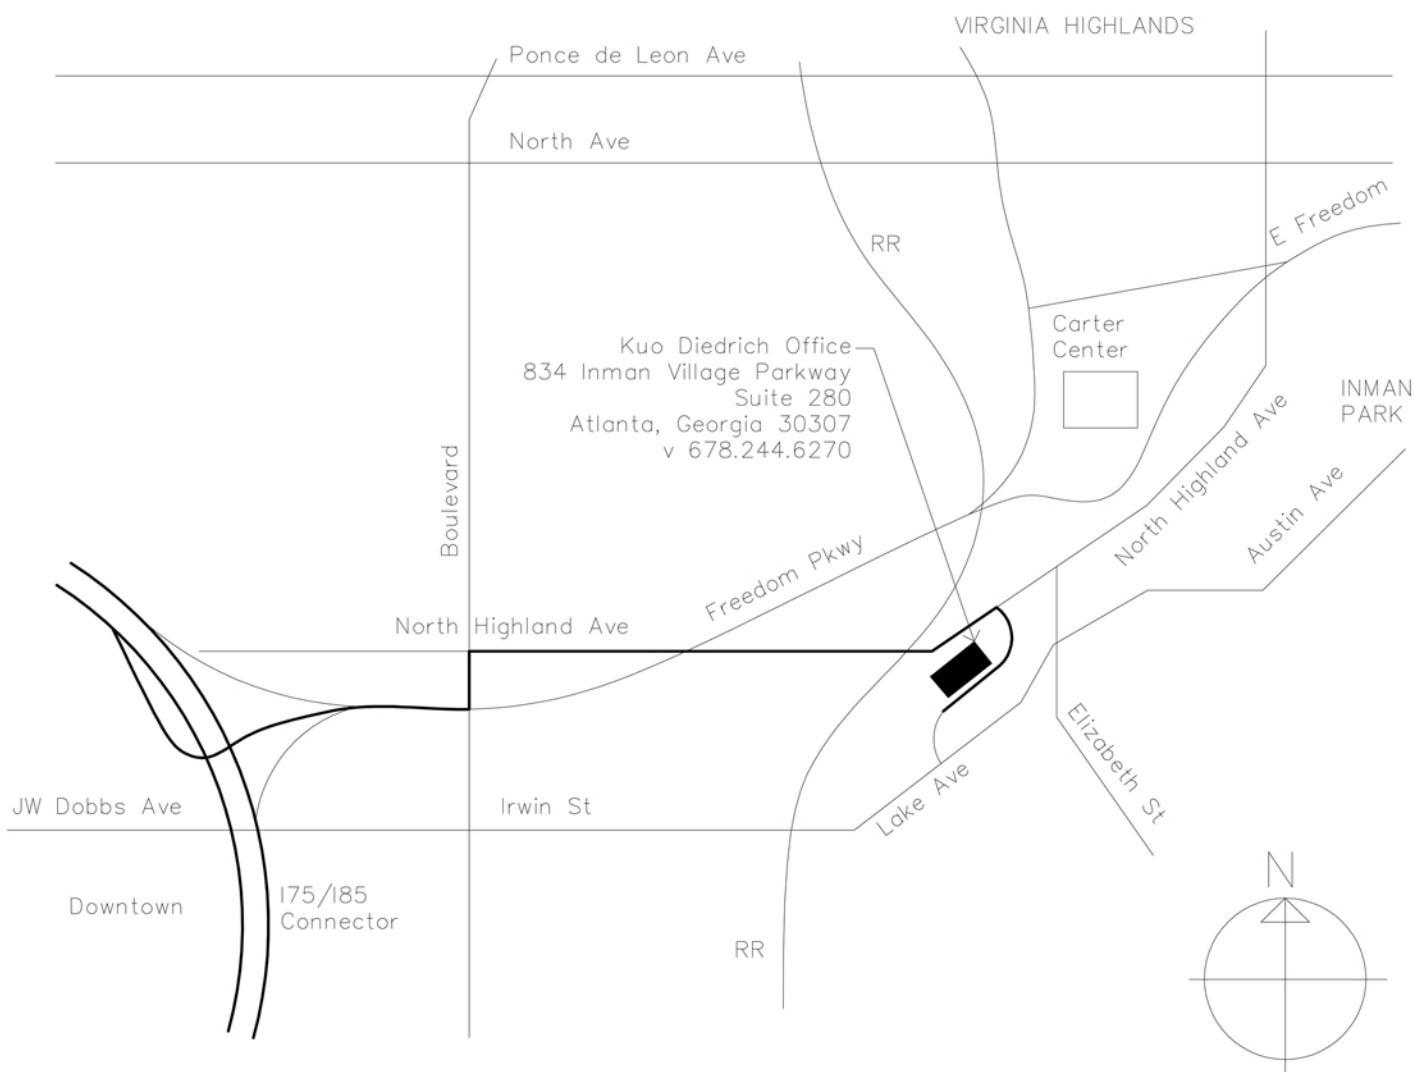 VIRGINIA HIGHLANDS
Ponce de Leon Ave
North Ave
E Freedom
RR
Carter
Center
Kuo Diedrich Office
834 Inman Village Parkway
Suite 280
Atlanta, Georgia 30307
v 678.244.6270
INMAN
PARK
Boulevard
North Highland Ave
Austin Ave
Freedom Pkwy
North Highland Ave
Elizabeth St
JW Dobbs Ave
Irwin St
Lake Ave
Downtown
I75/I85
Connector
RR
N